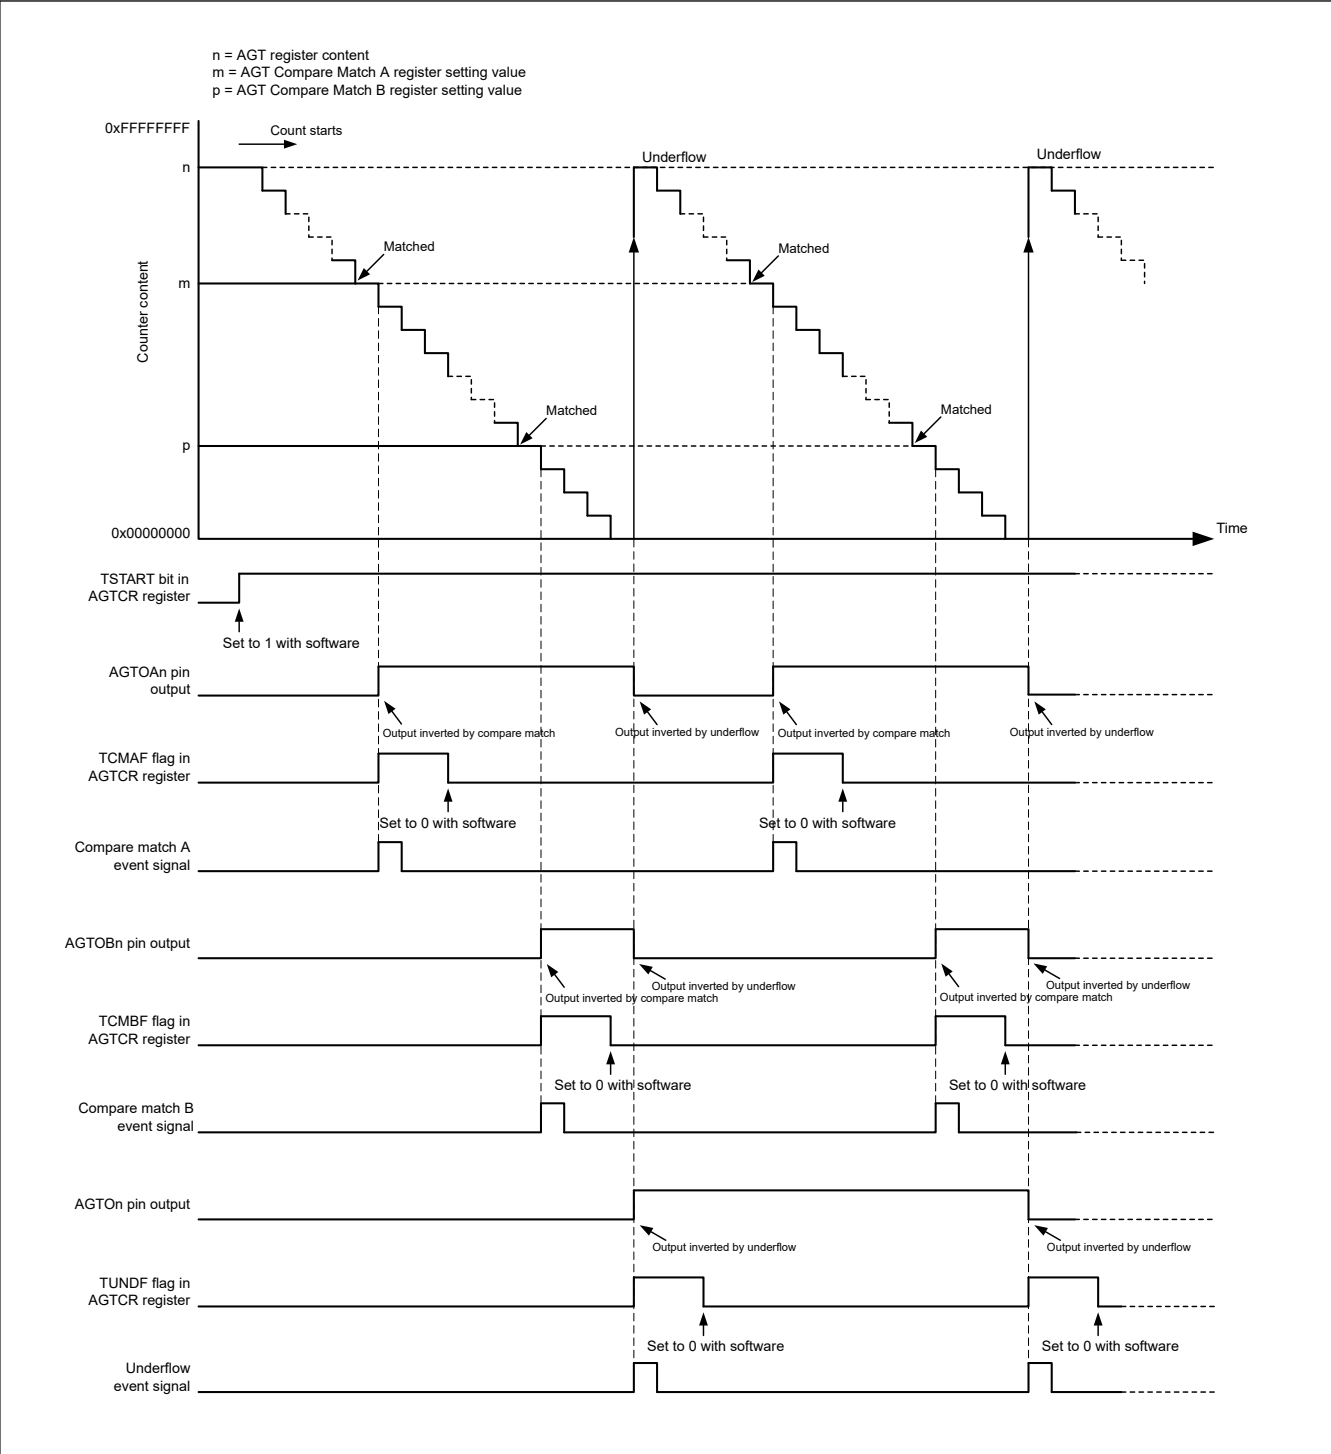 n = AGT register content
m = AGT Compare Match A register setting value
p = AGT Compare Match B register setting value
0xFFFFFFFF
Count starts
n
Underflow
Underflow
Matched
Matched
Counter content
m
Matched
Matched
p
0x00000000
Time
TSTART bit in
AGTCR register
Set to 1 with software
AGTOAn pin
output
Output inverted by compare match
Output inverted by underflow
Output inverted by compare match
Output inverted by underflow
TCMAF flag in
AGTCR register
Set to 0 with software
Set to 0 with software
Compare match A
event signal
AGTOBn pin output
Output inverted by compare match
Output inverted by underflow
Output inverted by compare match
Output inverted by underflow
TCMBF flag in
AGTCR register
Set to 0 with software
Set to 0 with software
Compare match B
event signal
AGTOn pin output
Output inverted by underflow
Output inverted by underflow
TUNDF flag in
AGTCR register
Set to 0 with software
Set to 0 with software
Underflow
event signal